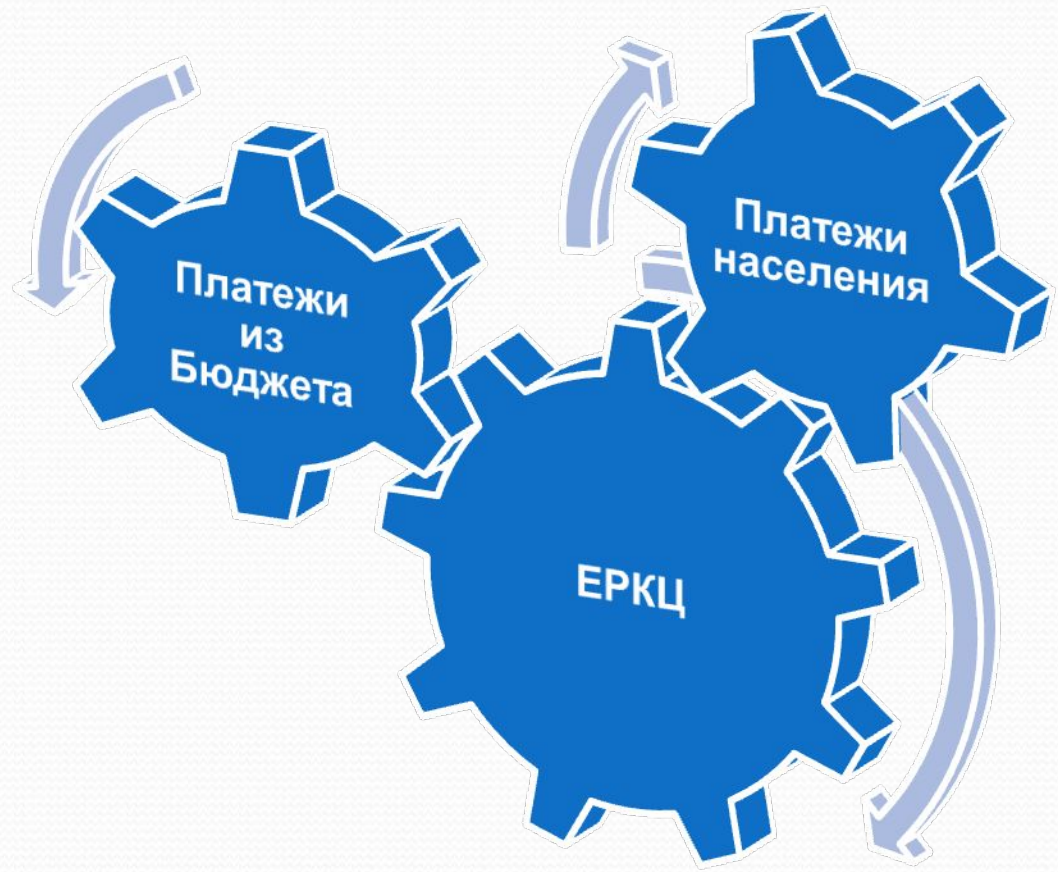 Платежи
из
Бюджета
Платежи
населения
ЕРКЦ